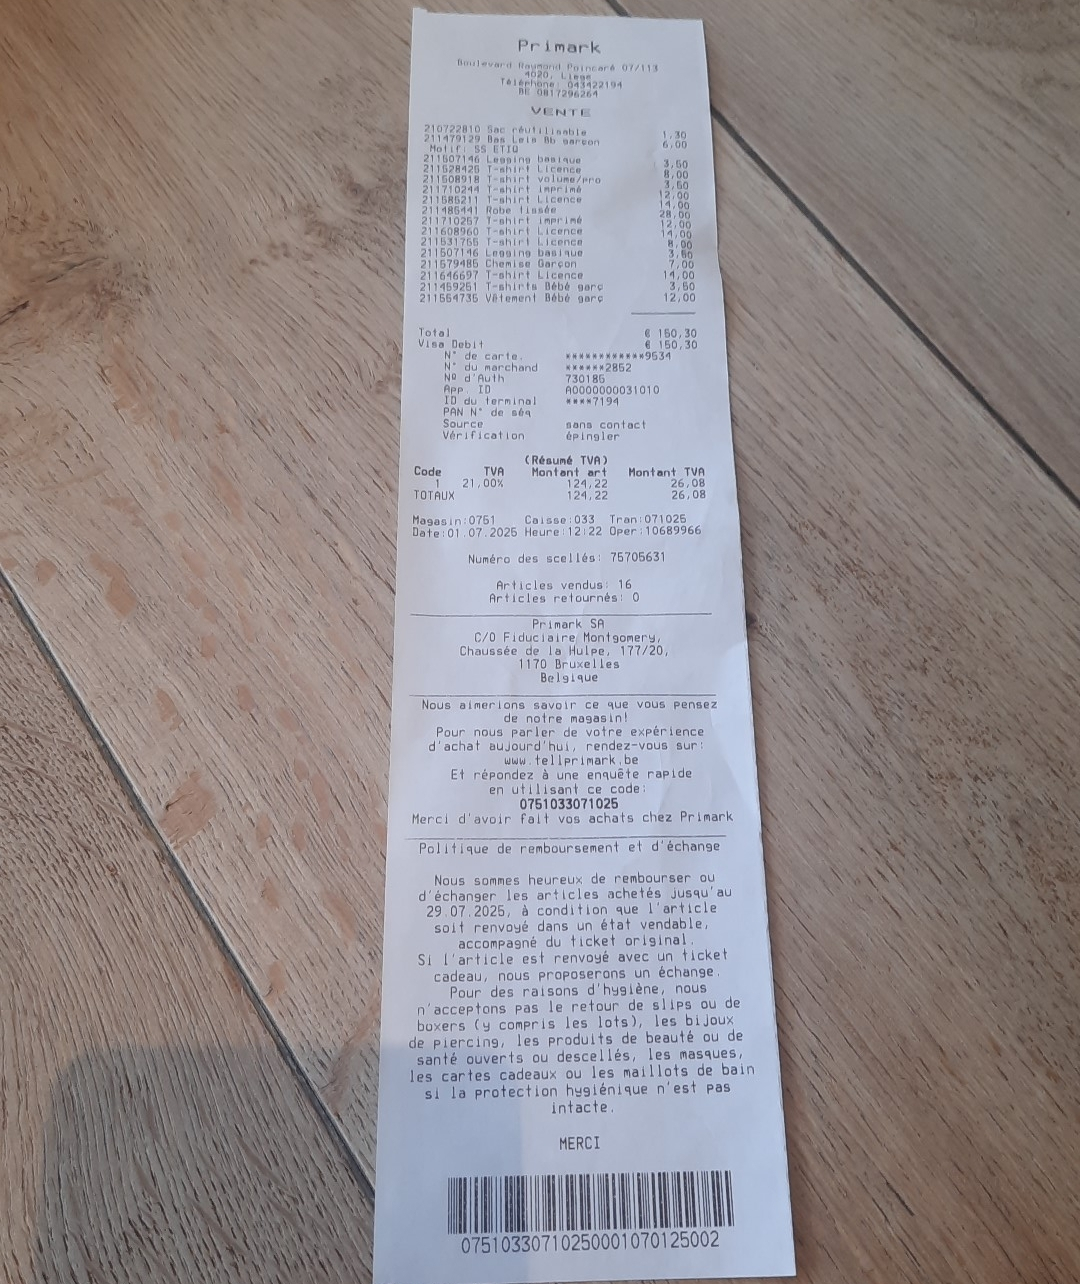 Primark
Boulevard Raymond Poincaré 07/113
4020, Liege
Téléphone: 043422194
BE 0817296264
VENTE
210722810 Sac réutilisable 1,30
211479129 Bas Leis Bb garcon 6,00
Motif: SS ETIQ
211507146 Legging basique 3,50
211528425 T-shirt Licence 8,00
211508918 T-shirt volume/pro 3,50
211710244 T-shirt imprimé 12,00
211585211 T-shirt Licence 14,00
211485441 Robe tissée 28,00
211710257 T-shirt imprimé 12,00
211608960 T-shirt Licence 14,00
211531755 T-shirt Licence 8,00
211507146 Legging basique 3,50
211579485 Chemise Garcon 7,00
211646697 T-shirt Licence 14,00
211459251 T-shirts Bébé garc 3,50
211554735 Vêtement Bébé garc 12,00
Total € 150,30
Visa Debit € 150,30
N° de carte. ************9534
N° du marchand ******2852
Nº d'Auth 730185
App. ID A0000000031010
ID du terminal ****7194
PAN N° de séq
Source sans contact
Vérification épingler
(Résumé TVA)
Code TVA Montant art Montant TVA
1 21,00% 124,22 26,08
TOTAUX 124,22 26,08
Magasin:0751 Caisse:033 Tran:071025
Date:01.07.2025 Heure:12:22 Oper:10689966
Numéro des scellés: 75705631
Articles vendus: 16
Articles retournés: 0
Primark SA
C/O Fiduciaire Montgomery,
Chaussée de la Hulpe, 177/20,
1170 Bruxelles
Belgique
Nous aimerions savoir ce que vous pensez
de notre magasin!
Pour nous parler de votre expérience
d'achat aujourd'hui, rendez-vous sur:
www.tellprimark.be
Et répondez à une enquête rapide
en utilisant ce code:
0751033071025
Merci d'avoir fait vos achats chez Primark
Politique de remboursement et d'échange
Nous sommes heureux de rembourser ou
d'échanger les articles achetés jusqu'au
29.07.2025, à condition que l'article
soit renvoyé dans un état vendable,
accompagné du ticket original.
Si l'article est renvoyé avec un ticket
cadeau, nous proposerons un échange.
Pour des raisons d'hygiène, nous
n'acceptons pas le retour de slips ou de
boxers (y compris les lots), les bijoux
de piercing, les produits de beauté ou de
santé ouverts ou descellés, les masques,
les cartes cadeaux ou les maillots de bain
si la protection hygiénique n'est pas
intacte.
MERCI
0751033071025000107012500​2